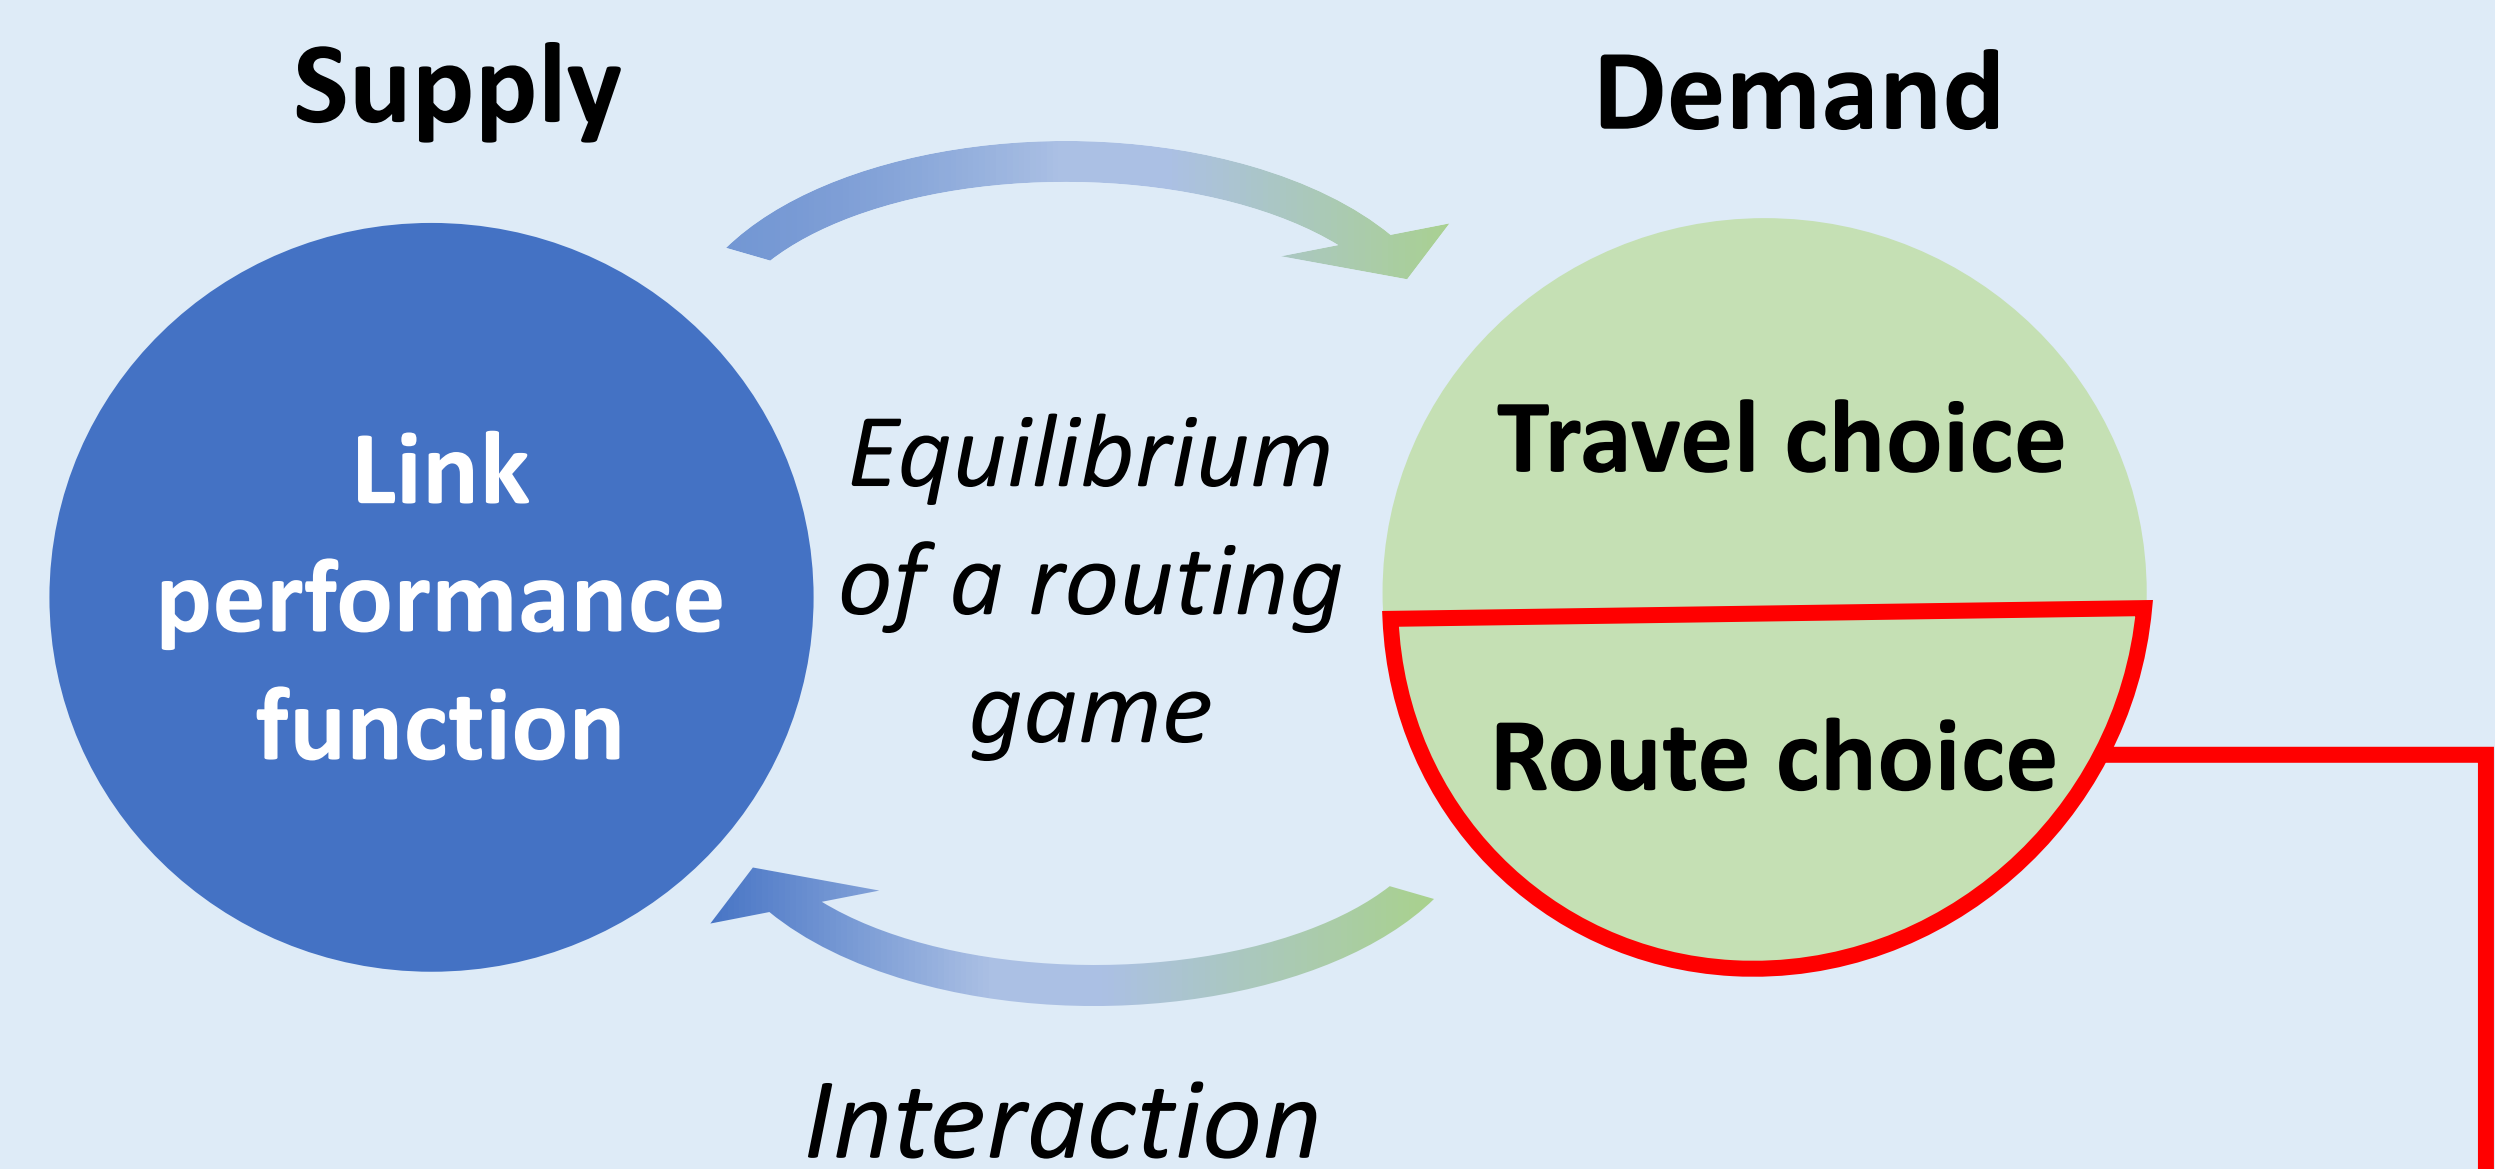 Supply
Demand
Link
performance
function
Equilibrium
of a routing
game
Travel choice
Route choice
Interaction